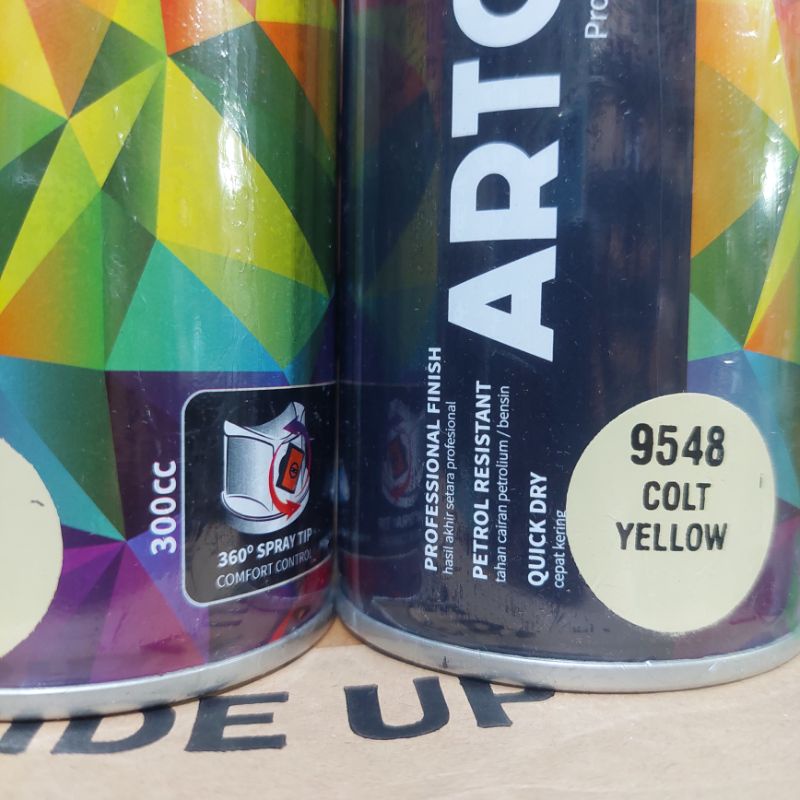 300CC
360° SPRAY TIP
COMFORT CONTROL
ARTO
Pro
PROFESSIONAL FINISH
hasil akhir setara profesional
PETROL RESISTANT
tahan cairan petrolium / bensin
QUICK DRY
cepat kering
9548
COLT
YELLOW
IDE UP